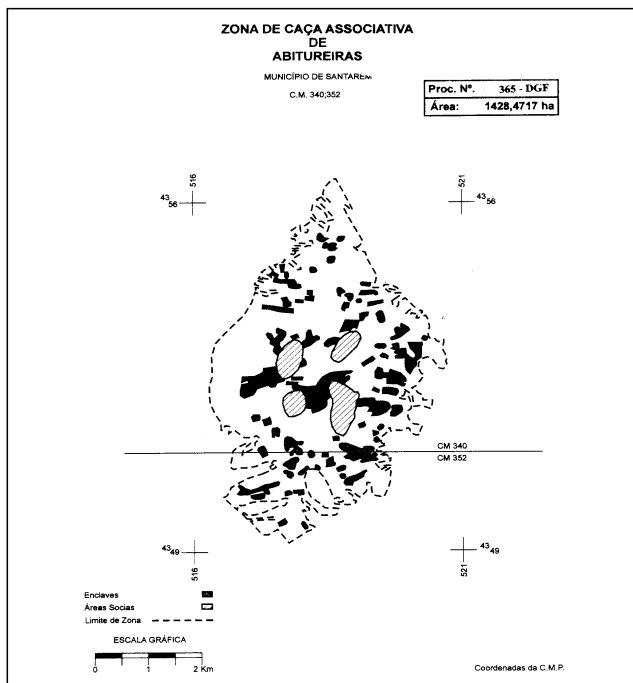 ZONA DE CAÇA ASSOCIATIVA
DE
ABITUREIRAS
MUNICÍPIO DE SANTAREM
C.M. 340;352
Proc. Nº. 365 - DGF
Área: 1428,4717 ha
516
521
43 56
43 56
CM 340
CM 352
43 49
43 49
516
521
Enclaves
Áreas Socias
Limite de Zona
ESCALA GRÁFICA
0 1 2 Km
Coordenadas da C.M.P.